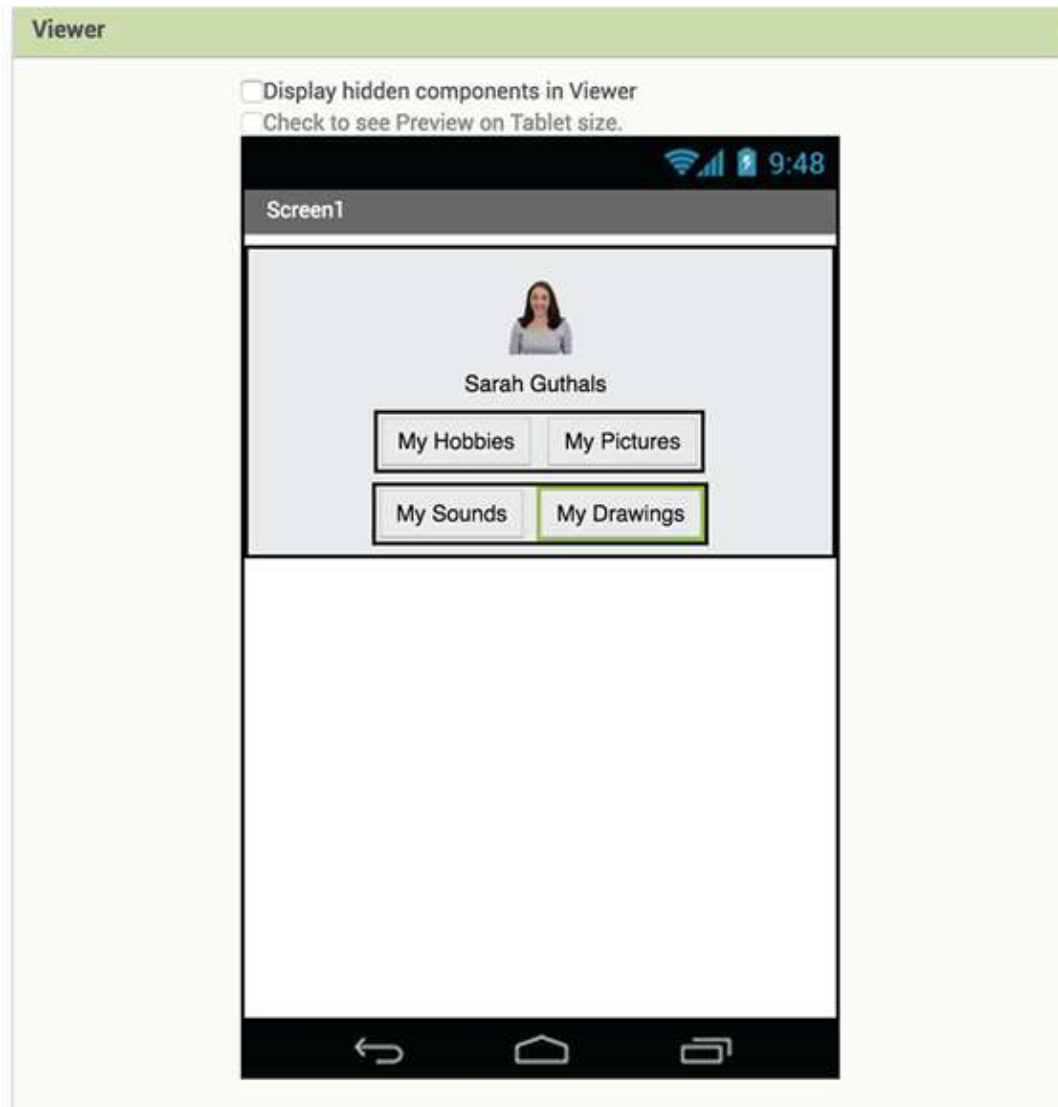 Viewer
Display hidden components in Viewer
Check to see Preview on Tablet size.
9:48
Screen1
Sarah Guthals
My Hobbies My Pictures
My Sounds My Drawings